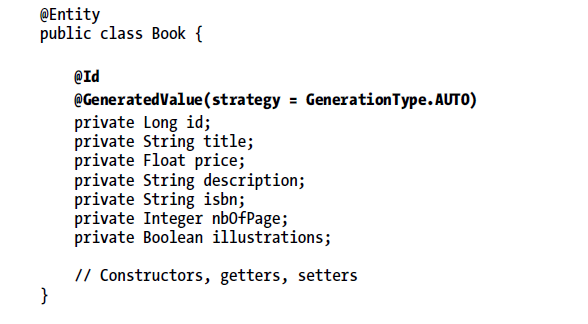 @Entity
public class Book {
@Id
@GeneratedValue(strategy = GenerationType.AUTO)
private Long id;
private String title;
private Float price;
private String description;
private String isbn;
private Integer nbOfPage;
private Boolean illustrations;
// Constructors, getters, setters
}